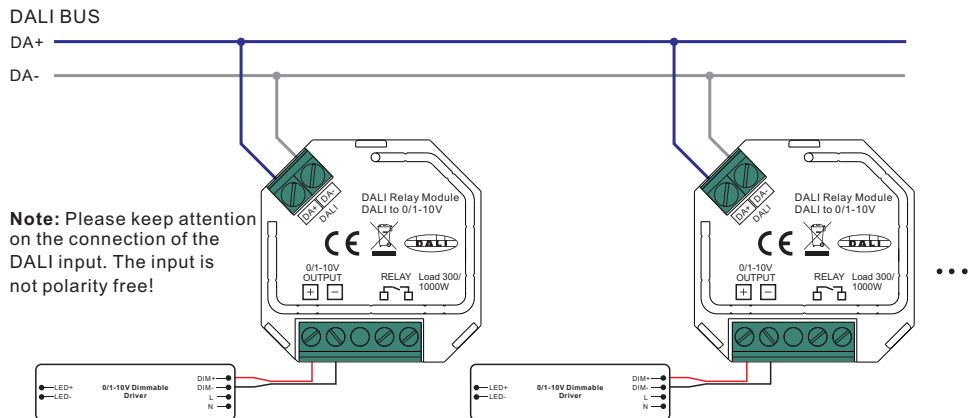 DALI BUS
DA+
DA-
Note: Please keep attention
on the connection of the
DALI input. The input is
not polarity free!
DA+ DA-
DALI
DALI Relay Module
DALI to 0/1-10V
CE
DALI
0/1-10V
OUTPUT
+ −
RELAY
Load 300/
1000W
DA+ DA-
DALI
DALI Relay Module
DALI to 0/1-10V
CE
DALI
0/1-10V
OUTPUT
+ −
RELAY
Load 300/
1000W
...
LED+
LED-
0/1-10V Dimmable
Driver
DIM+
DIM-
L
N
LED+
LED-
0/1-10V Dimmable
Driver
DIM+
DIM-
L
N